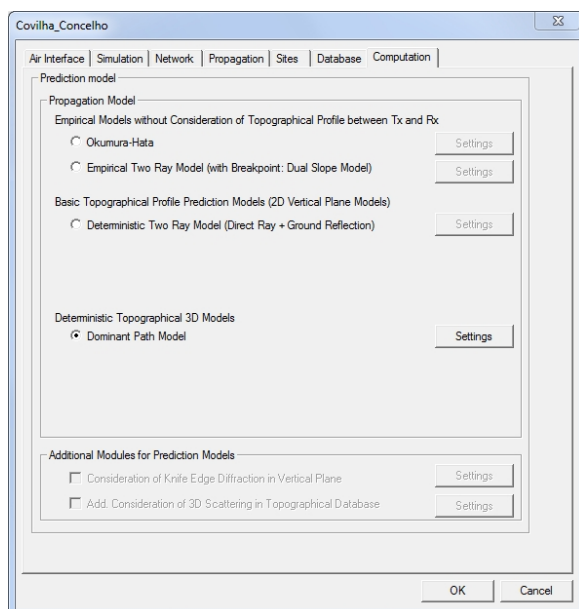 Covilha_Concelho
Air Interface Simulation Network Propagation Sites Database Computation
Prediction model
Propagation Model
Empirical Models without Consideration of Topographical Profile between Tx and Rx
Okumura-Hata Settings
Empirical Two Ray Model (with Breakpoint: Dual Slope Model) Settings
Basic Topographical Profile Prediction Models (2D Vertical Plane Models)
Deterministic Two Ray Model (Direct Ray + Ground Reflection) Settings
Deterministic Topographical 3D Models
Dominant Path Model Settings
Additional Modules for Prediction Models
Consideration of Knife Edge Diffraction in Vertical Plane Settings
Add. Consideration of 3D Scattering in Topographical Database Settings
OK Cancel